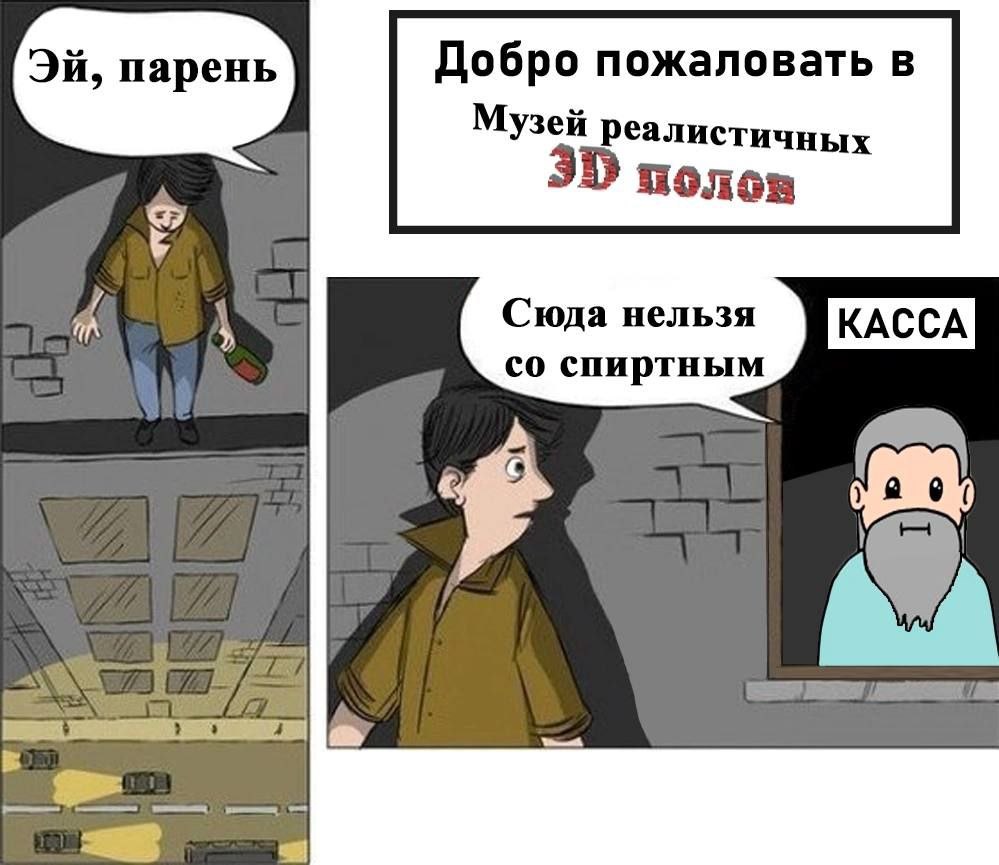 Эй, парень
Добро пожаловать в
Музей реалистичных
3D полов
Сюда нельзя
со спиртным
КАССА